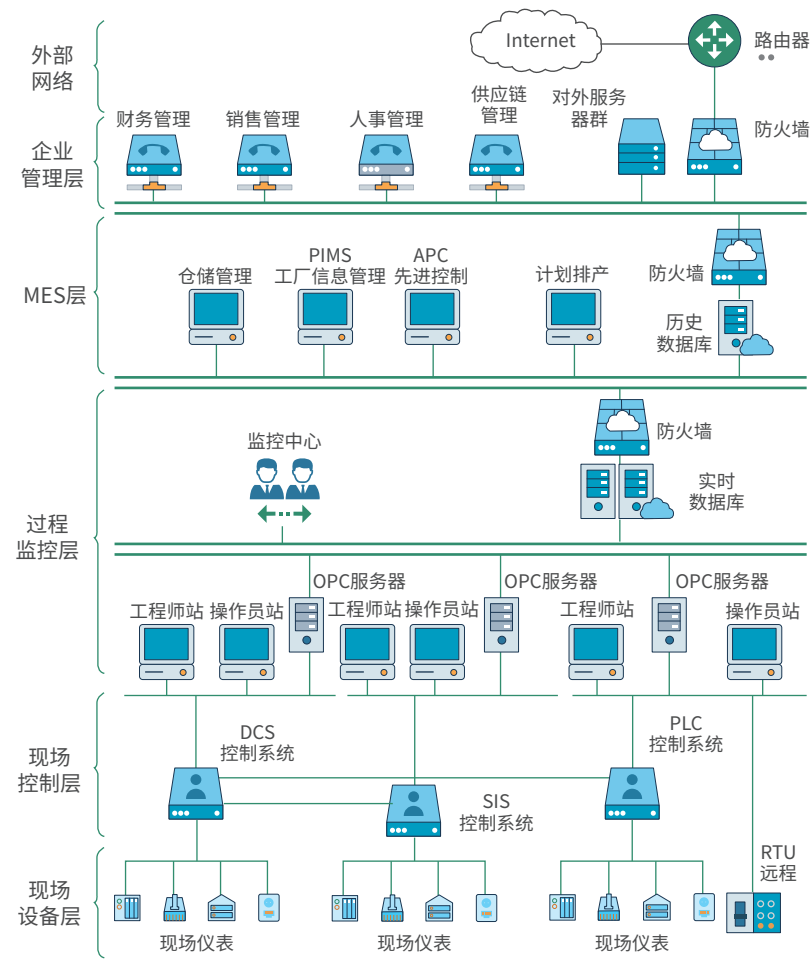 外部
网络
Internet
路由器
企业
管理层
财务管理
销售管理
人事管理
供应链
管理
对外服务
器群
防火墙
MES层
仓储管理
PIMS
工厂信息管理
APC
先进控制
计划排产
防火墙
历史
数据库
过程
监控层
监控中心
防火墙
实时
数据库
OPC服务器
OPC服务器
OPC服务器
工程师站
操作员站
工程师站
操作员站
工程师站
操作员站
现场
控制层
DCS
控制系统
SIS
控制系统
PLC
控制系统
现场
设备层
RTU
远程
现场仪表
现场仪表
现场仪表